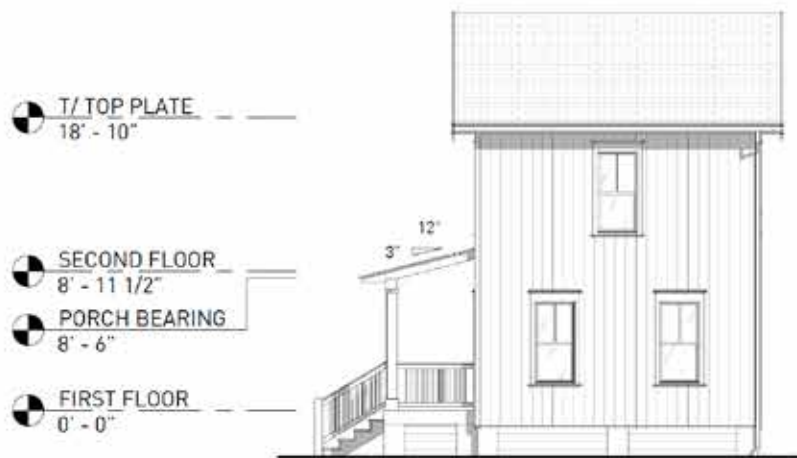 T/ TOP PLATE
18' - 10"
12"
3"
SECOND FLOOR
8' - 11 1/2"
PORCH BEARING
8' - 6"
FIRST FLOOR
0' - 0"